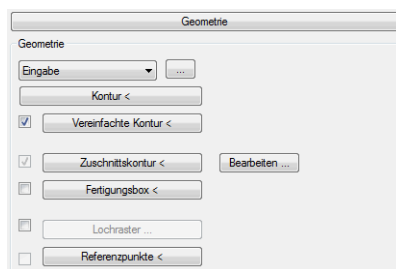 Geometrie
Geometrie
Eingabe ...
Kontur <
Vereinfachte Kontur <
Zuschnittskontur < Bearbeiten ...
Fertigungsbox <
Lochraster ...
Referenzpunkte <